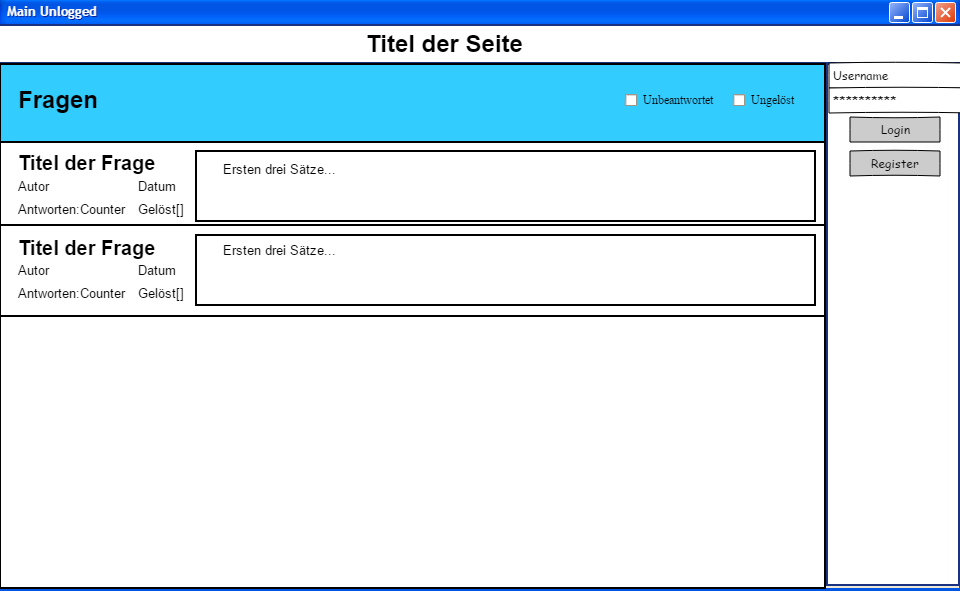 Main Unlogged
Titel der Seite
Fragen
Unbeantwortet
Ungelöst
Titel der Frage
Autor
Datum
Antworten:Counter
Gelöst[]
Ersten drei Sätze...
Titel der Frage
Autor
Datum
Antworten:Counter
Gelöst[]
Ersten drei Sätze...
Username
**********
Login
Register